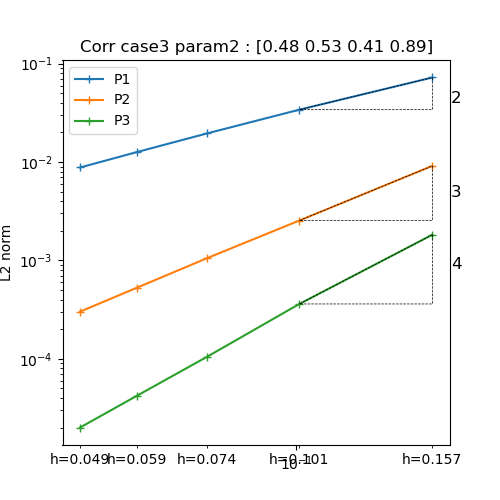 Corr case3 param2 : [0.48 0.53 0.41 0.89]
P1
P2
P3
10⁻¹
10⁻²
10⁻³
10⁻⁴
L2 norm
2
3
4
h=0.049 h=0.059 h=0.074 h=0.101 h=0.157
10⁻¹